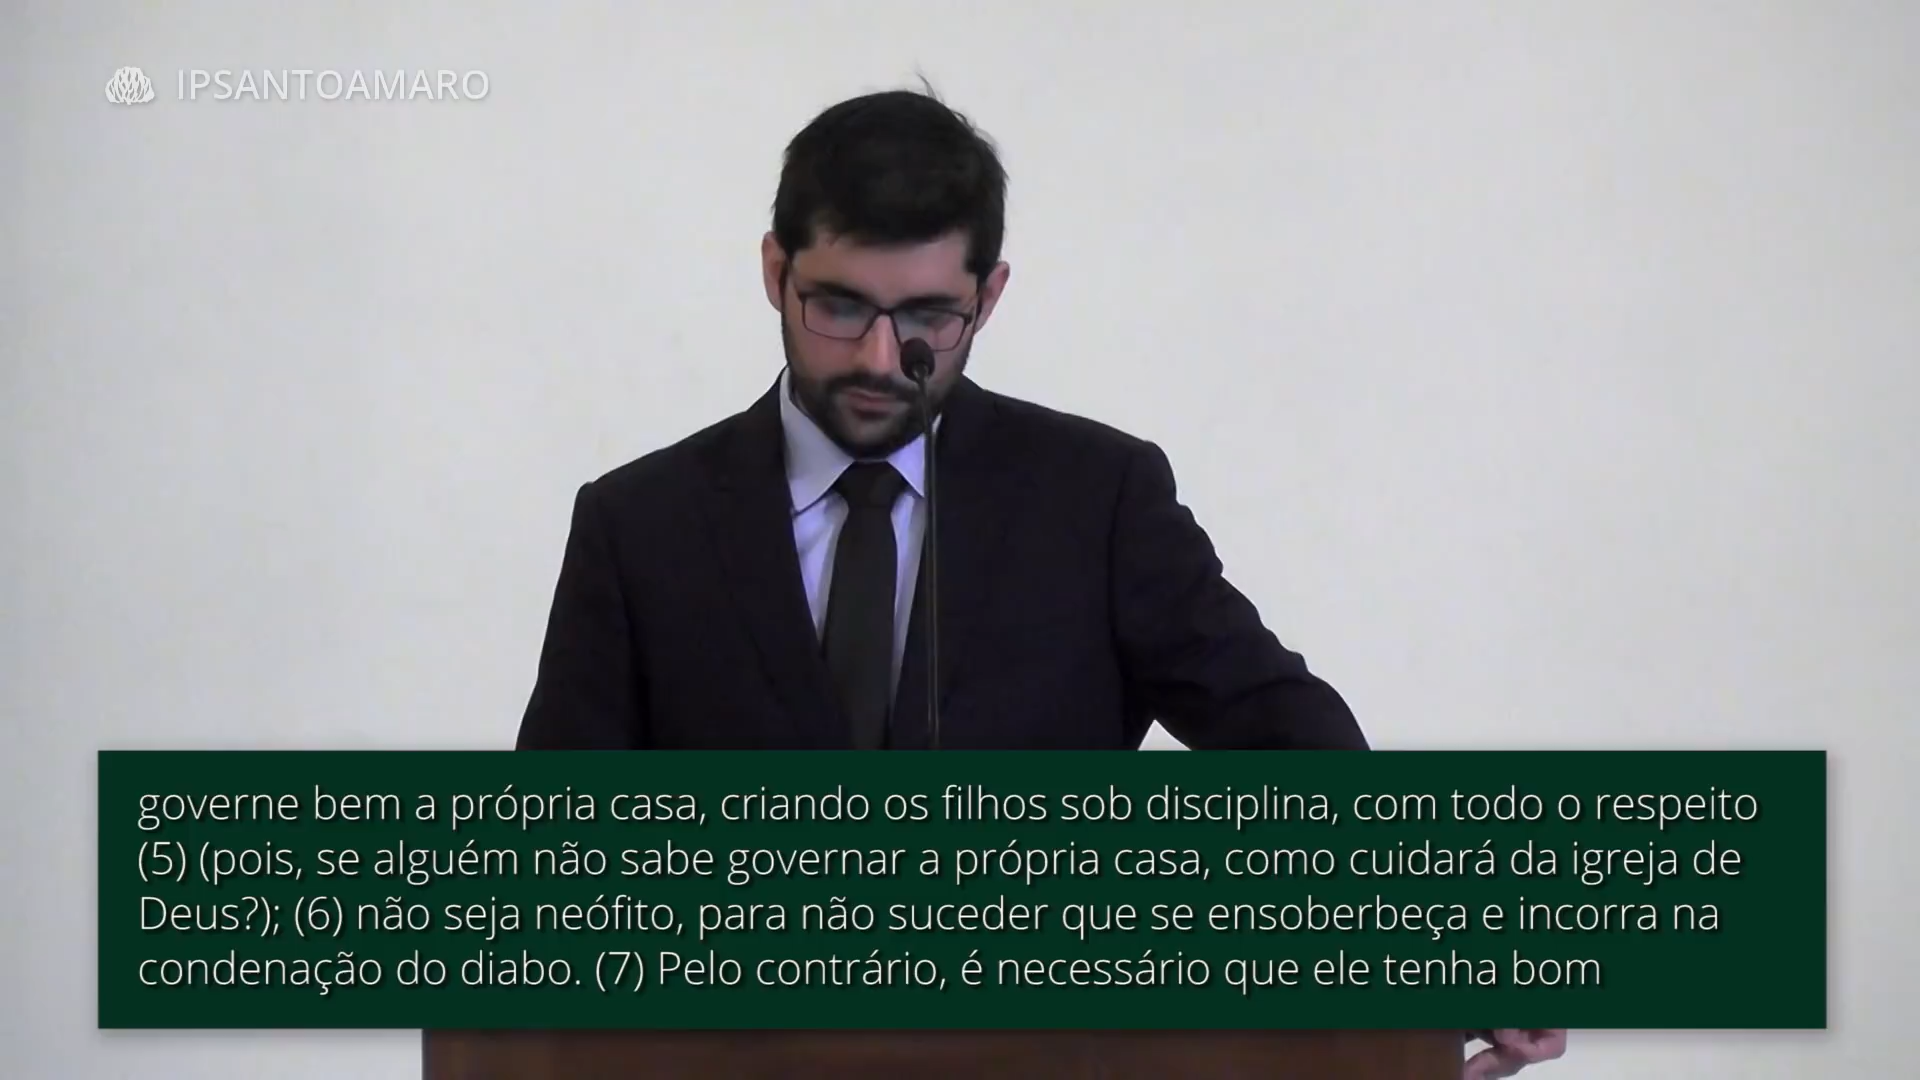 IPSANTOAMARO
governe bem a própria casa, criando os filhos sob disciplina, com todo o respeito
(5) (pois, se alguém não sabe governar a própria casa, como cuidará da igreja de
Deus?); (6) não seja neófito, para não suceder que se ensoberbeça e incorra na
condenação do diabo. (7) Pelo contrário, é necessário que ele tenha bom